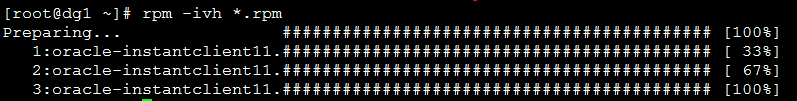 [root@dg1 ~]# rpm -ivh *.rpm
Preparing... ########################################### [100%]
1:oracle-instantclient11.########################################### [ 33%]
2:oracle-instantclient11.########################################### [ 67%]
3:oracle-instantclient11.########################################### [100%]